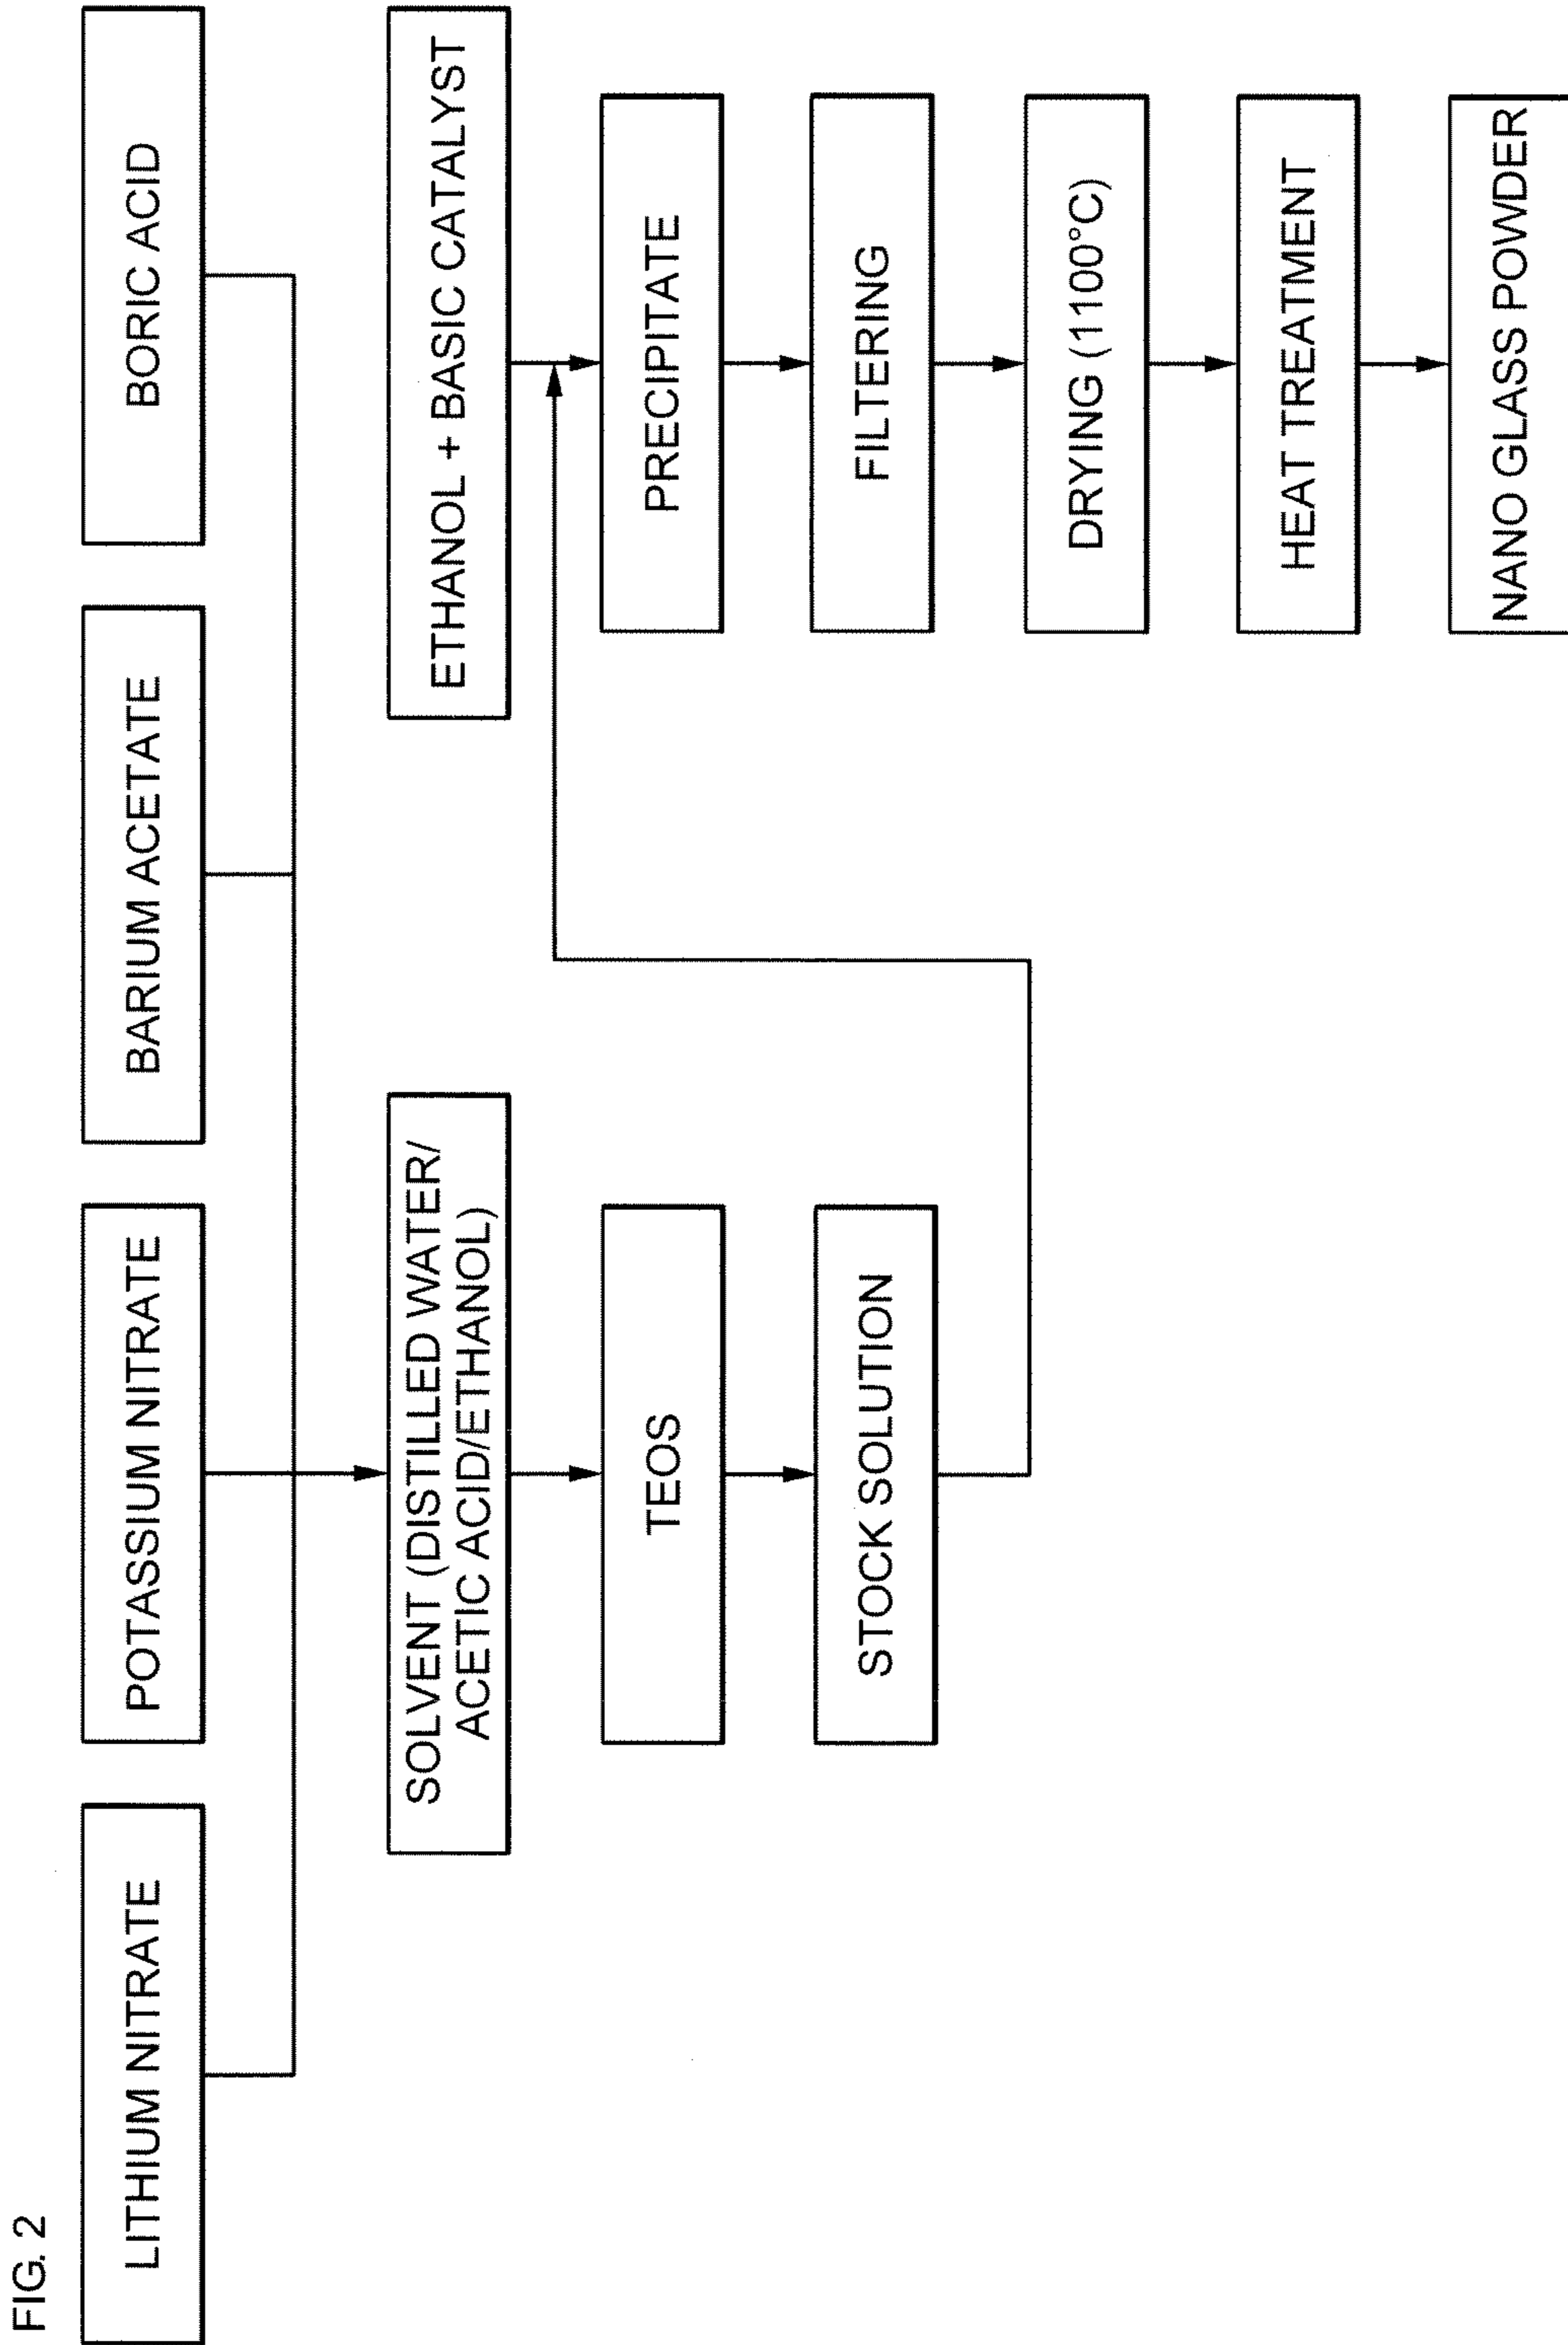 FIG. 2
LITHIUM NITRATE
POTASSIUM NITRATE
BARIUM ACETATE
BORIC ACID
SOLVENT (DISTILLED WATER/
ACETIC ACID/ETHANOL)
TEOS
STOCK SOLUTION
ETHANOL + BASIC CATALYST
PRECIPITATE
FILTERING
DRYING (1100°C)
HEAT TREATMENT
NANO GLASS POWDER